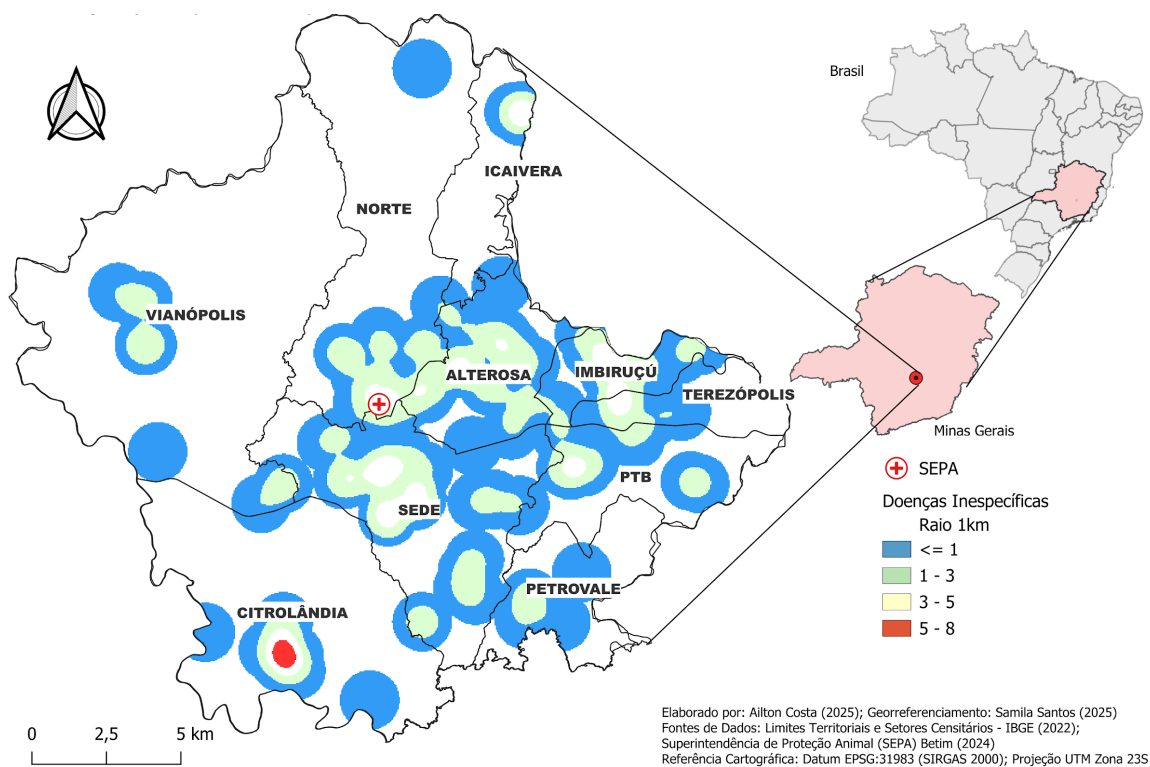 Brasil
ICAIVERA
NORTE
VIANÓPOLIS
ALTEROSA
IMBIRUÇÚ
TEREZÓPOLIS
PTB
SEDE
PETROVALE
CITROLÂNDIA
Minas Gerais
SEPA
Doenças Inespecíficas
Raio 1km
<= 1
1 - 3
3 - 5
5 - 8
0 2,5 5 km
Elaborado por: Ailton Costa (2025); Georreferenciamento: Samila Santos (2025)
Fontes de Dados: Limites Territoriais e Setores Censitários - IBGE (2022);
Superintendência de Proteção Animal (SEPA) Betim (2024)
Referência Cartográfica: Datum EPSG:31983 (SIRGAS 2000); Projeção UTM Zona 23S